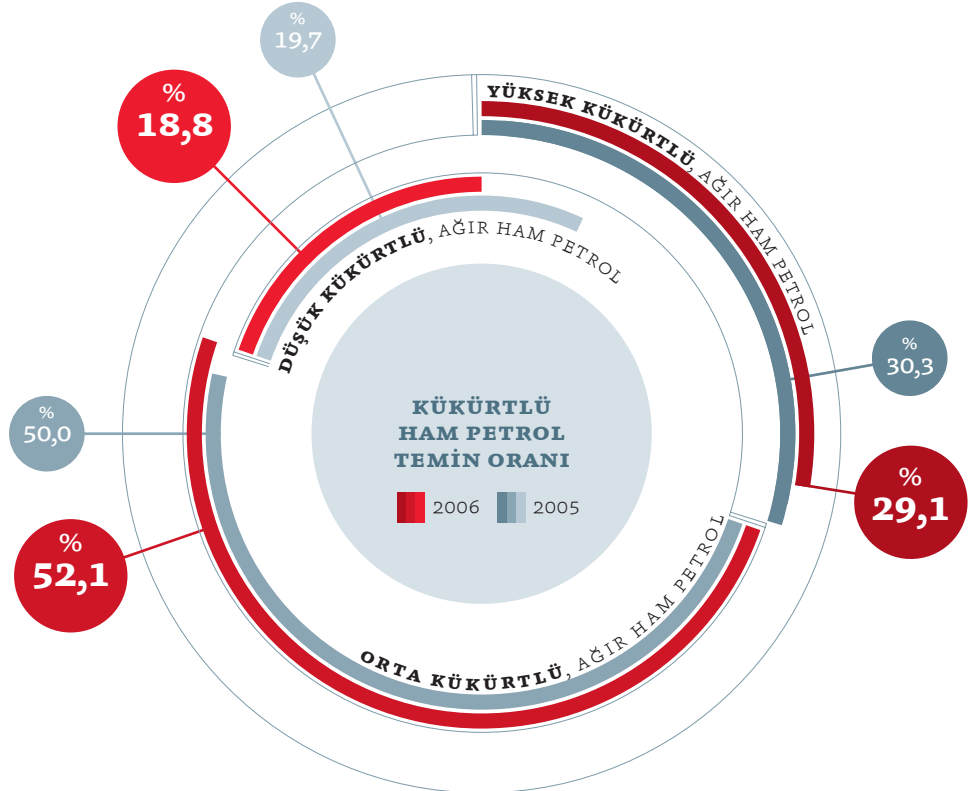 %
19,7
%
18,8
YÜKSEK KÜKÜRTLÜ, AĞIR HAM PETROL
DÜŞÜK KÜKÜRTLÜ, AĞIR HAM PETROL
%
30,3
%
50,0
KÜKÜRTLÜ
HAM PETROL
TEMİN ORANI
2006 2005
%
29,1
%
52,1
ORTA KÜKÜRTLÜ, AĞIR HAM PETROL